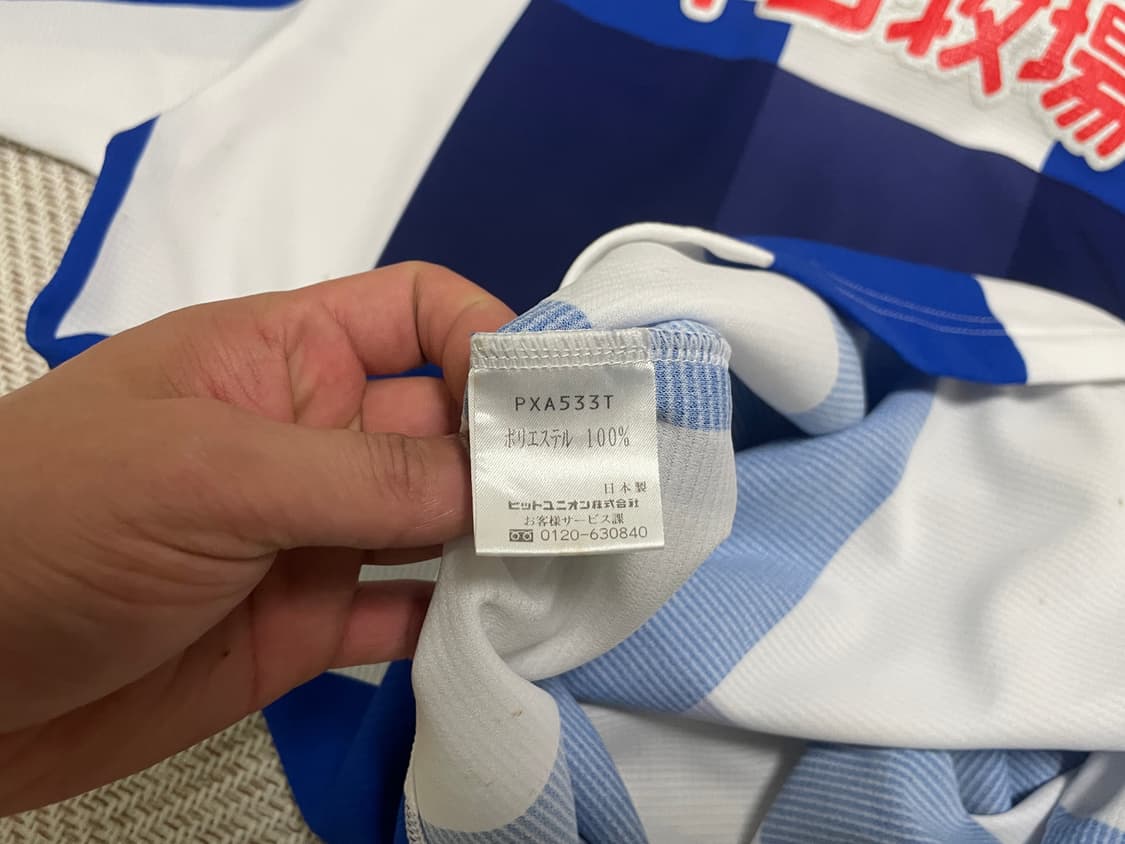 牧場
PXA533T
ポリエステル 100%
日本製
ヒットユニオン株式会社
お客様サービス課
0120-630840